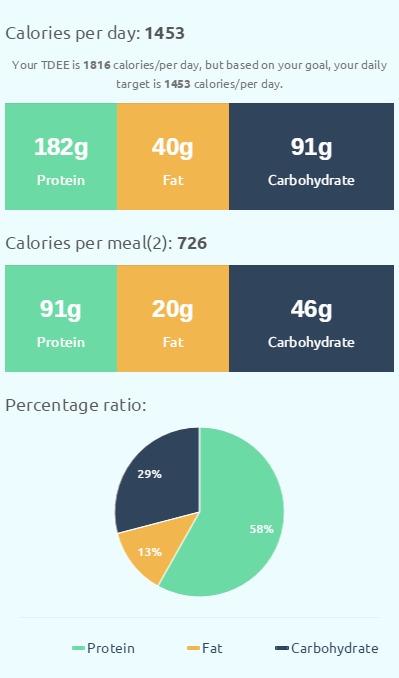 Calories per day: 1453
Your TDEE is 1816 calories/per day, but based on your goal, your daily
target is 1453 calories/per day.
182g 40g 91g
Protein Fat Carbohydrate
Calories per meal(2): 726
91g 20g 46g
Protein Fat Carbohydrate
Percentage ratio:
29%
58%
13%
Protein Fat Carbohydrate